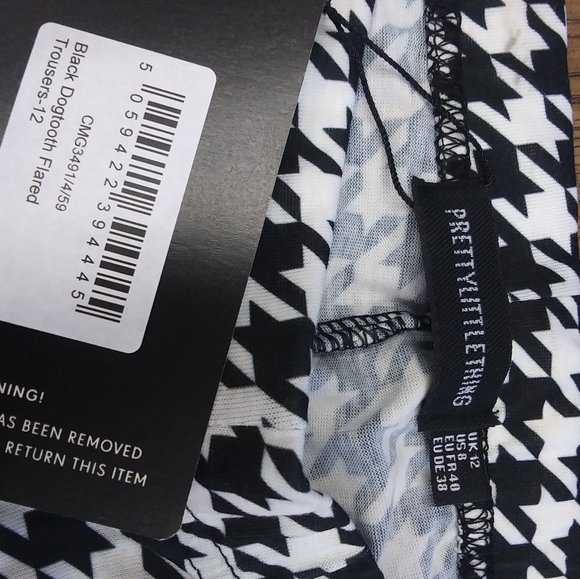 Black Dogtooth Flared
Trousers-12
CMG3491/4/59
5 059422 394445
NING!
AS BEEN REMOVED
RETURN THIS ITEM
PRETTYLITTLETHING
UK 12
US 8
EU FR 40
EU DE 38